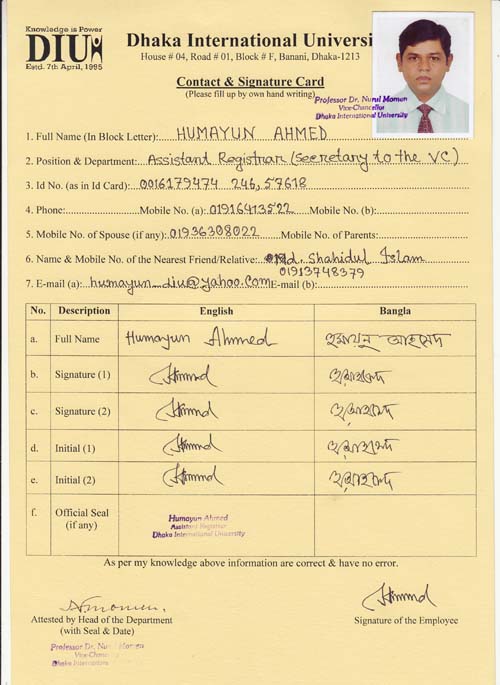 Knowledge is Power
DIU
Estd. 7th April, 1995
Dhaka International Universi
House # 04, Road # 01, Block # F, Banani, Dhaka-1213
Contact & Signature Card
(Please fill up by own hand writing)
Professor Dr. Nurul Momen
Vice-Chancellor
Dhaka International University
1. Full Name (In Block Letter): HUMAYUN AHMED
2. Position & Department: Assistant Registrar (Secretary to the VC)
3. Id No. (as in Id Card): 0016179474 246,57618
4. Phone: Mobile No. (a): 01916413522 Mobile No. (b):
5. Mobile No. of Spouse (if any): 01936308022 Mobile No. of Parents:
6. Name & Mobile No. of the Nearest Friend/Relative: Md. Shahidul Islam
01913748379
7. E-mail (a): humayun_diu@yahoo.com E-mail (b):
No. Description English Bangla
a. Full Name Humayun Ahmed হুমায়ুন আহমেদ
b. Signature (1)
c. Signature (2)
d. Initial (1)
e. Initial (2)
f. Official Seal
(if any)
Humayun Ahmed
Assistant Registrar
Dhaka International University
As per my knowledge above information are correct & have no error.
Attested by Head of the Department
(with Seal & Date)
Signature of the Employee
Professor Dr. Nurul Momen
Vice-Chancellor
Dhaka International